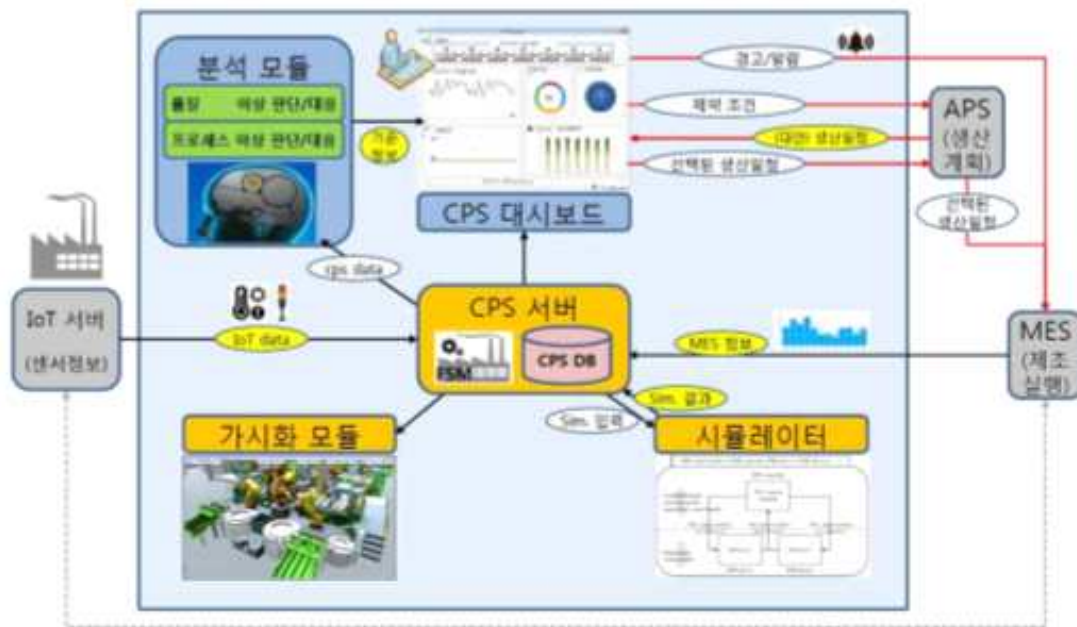 분석 모듈
품질 이상 판단/대응
프로세스 이상 판단/대응
기준
정보
CPS 대시보드
경고/알람
제약 조건
(대안) 생산일정
선택된 생산일정
APS
(생산
계획)
선택된
생산일정
cps data
IoT 서버
(센서정보)
IoT data
CPS 서버
FSM
CPS DB
MES 정보
MES
(제조
실행)
Sim. 결과
Sim. 입력
가시화 모듈
시뮬레이터